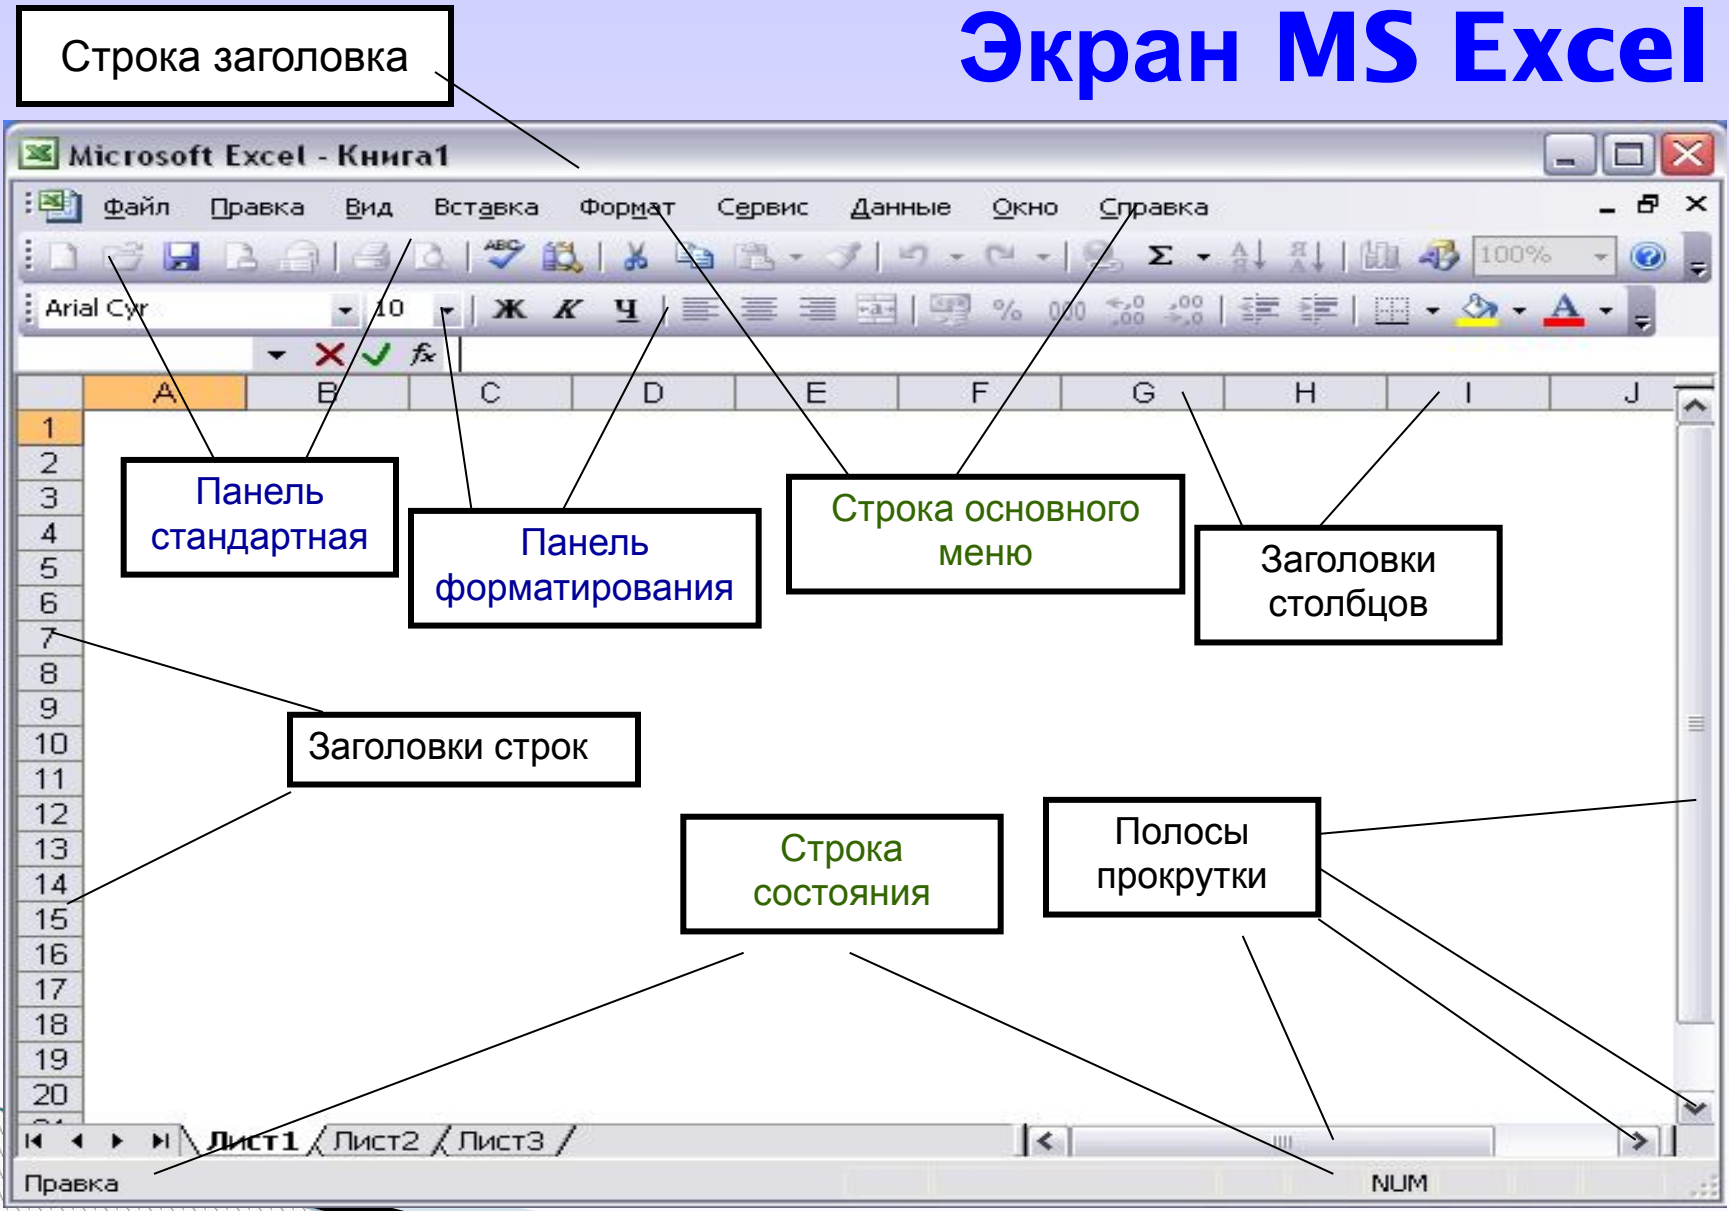 Строка заголовка
Экран MS Excel
Microsoft Excel - Книга1
Файл Правка Вид Вставка Формат Сервис Данные Окно Справка
ABC Σ 100%
Arial Cyr 10 Ж К Ч % 000
fx
A B C D E F G H I J
1
2
3
4
5
6
7
8
9
10
11
12
13
14
15
16
17
18
19
20
Панель
стандартная
Панель
форматирования
Строка основного
меню
Заголовки
столбцов
Заголовки строк
Строка
состояния
Полосы
прокрутки
Лист1 Лист2 Лист3
Правка NUM